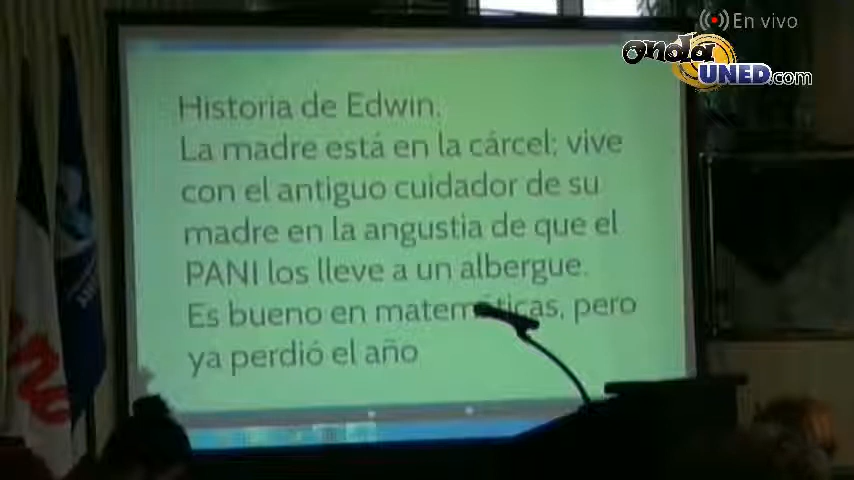 En vivo
onda
UNED.com
Historia de Edwin.
La madre está en la cárcel; vive
con el antiguo cuidador de su
madre en la angustia de que el
PANI los lleve a un albergue.
Es bueno en matemáticas, pero
ya perdió el año